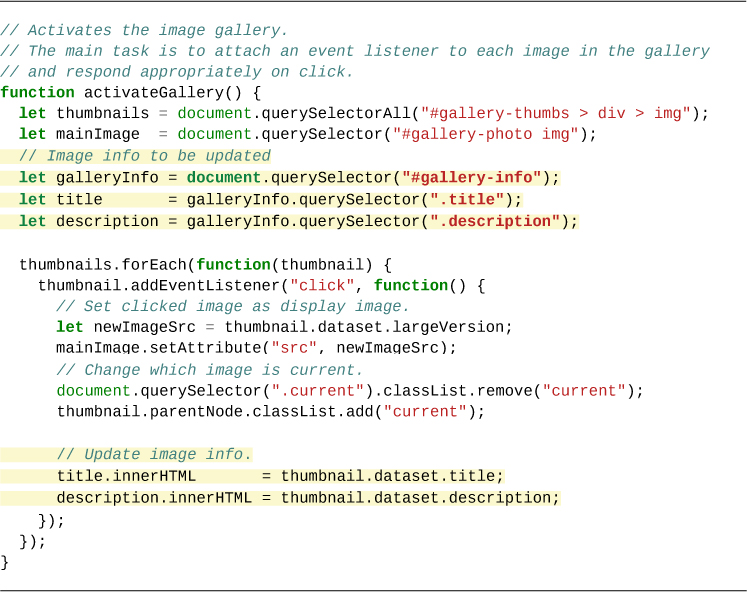 // Activates the image gallery.
// The main task is to attach an event listener to each image in the gallery
// and respond appropriately on click.
function activateGallery() {
  let thumbnails = document.querySelectorAll("#gallery-thumbs > div > img");
  let mainImage  = document.querySelector("#gallery-photo img");
  // Image info to be updated
  let galleryInfo = document.querySelector("#gallery-info");
  let title       = galleryInfo.querySelector(".title");
  let description = galleryInfo.querySelector(".description");

  thumbnails.forEach(function(thumbnail) {
    thumbnail.addEventListener("click", function() {
      // Set clicked image as display image.
      let newImageSrc = thumbnail.dataset.largeVersion;
      mainImage.setAttribute("src", newImageSrc);
      // Change which image is current.
      document.querySelector(".current").classList.remove("current");
      thumbnail.parentNode.classList.add("current");

      // Update image info.
      title.innerHTML       = thumbnail.dataset.title;
      description.innerHTML = thumbnail.dataset.description;
    });
  });
}